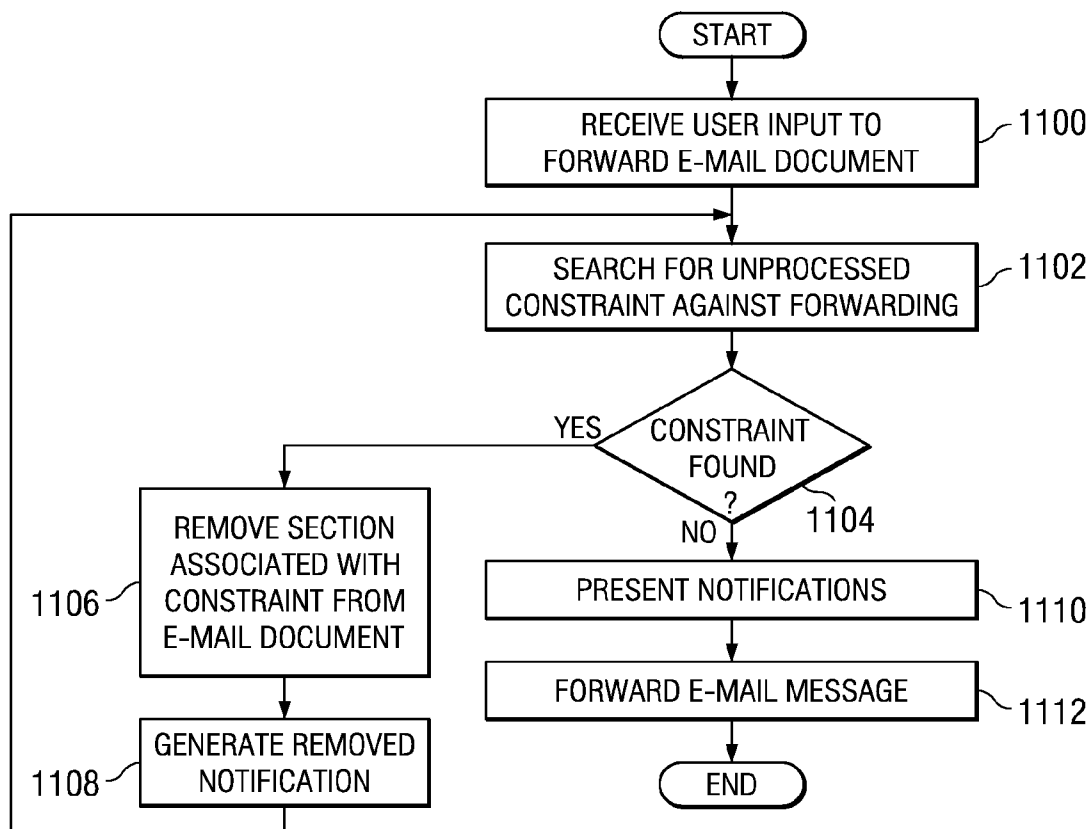 START
RECEIVE USER INPUT TO
FORWARD E-MAIL DOCUMENT
1100
SEARCH FOR UNPROCESSED
CONSTRAINT AGAINST FORWARDING
1102
YES
CONSTRAINT
FOUND
?
1104
NO
REMOVE SECTION
ASSOCIATED WITH
CONSTRAINT FROM
E-MAIL DOCUMENT
1106
GENERATE REMOVED
NOTIFICATION
1108
PRESENT NOTIFICATIONS
1110
FORWARD E-MAIL MESSAGE
1112
END